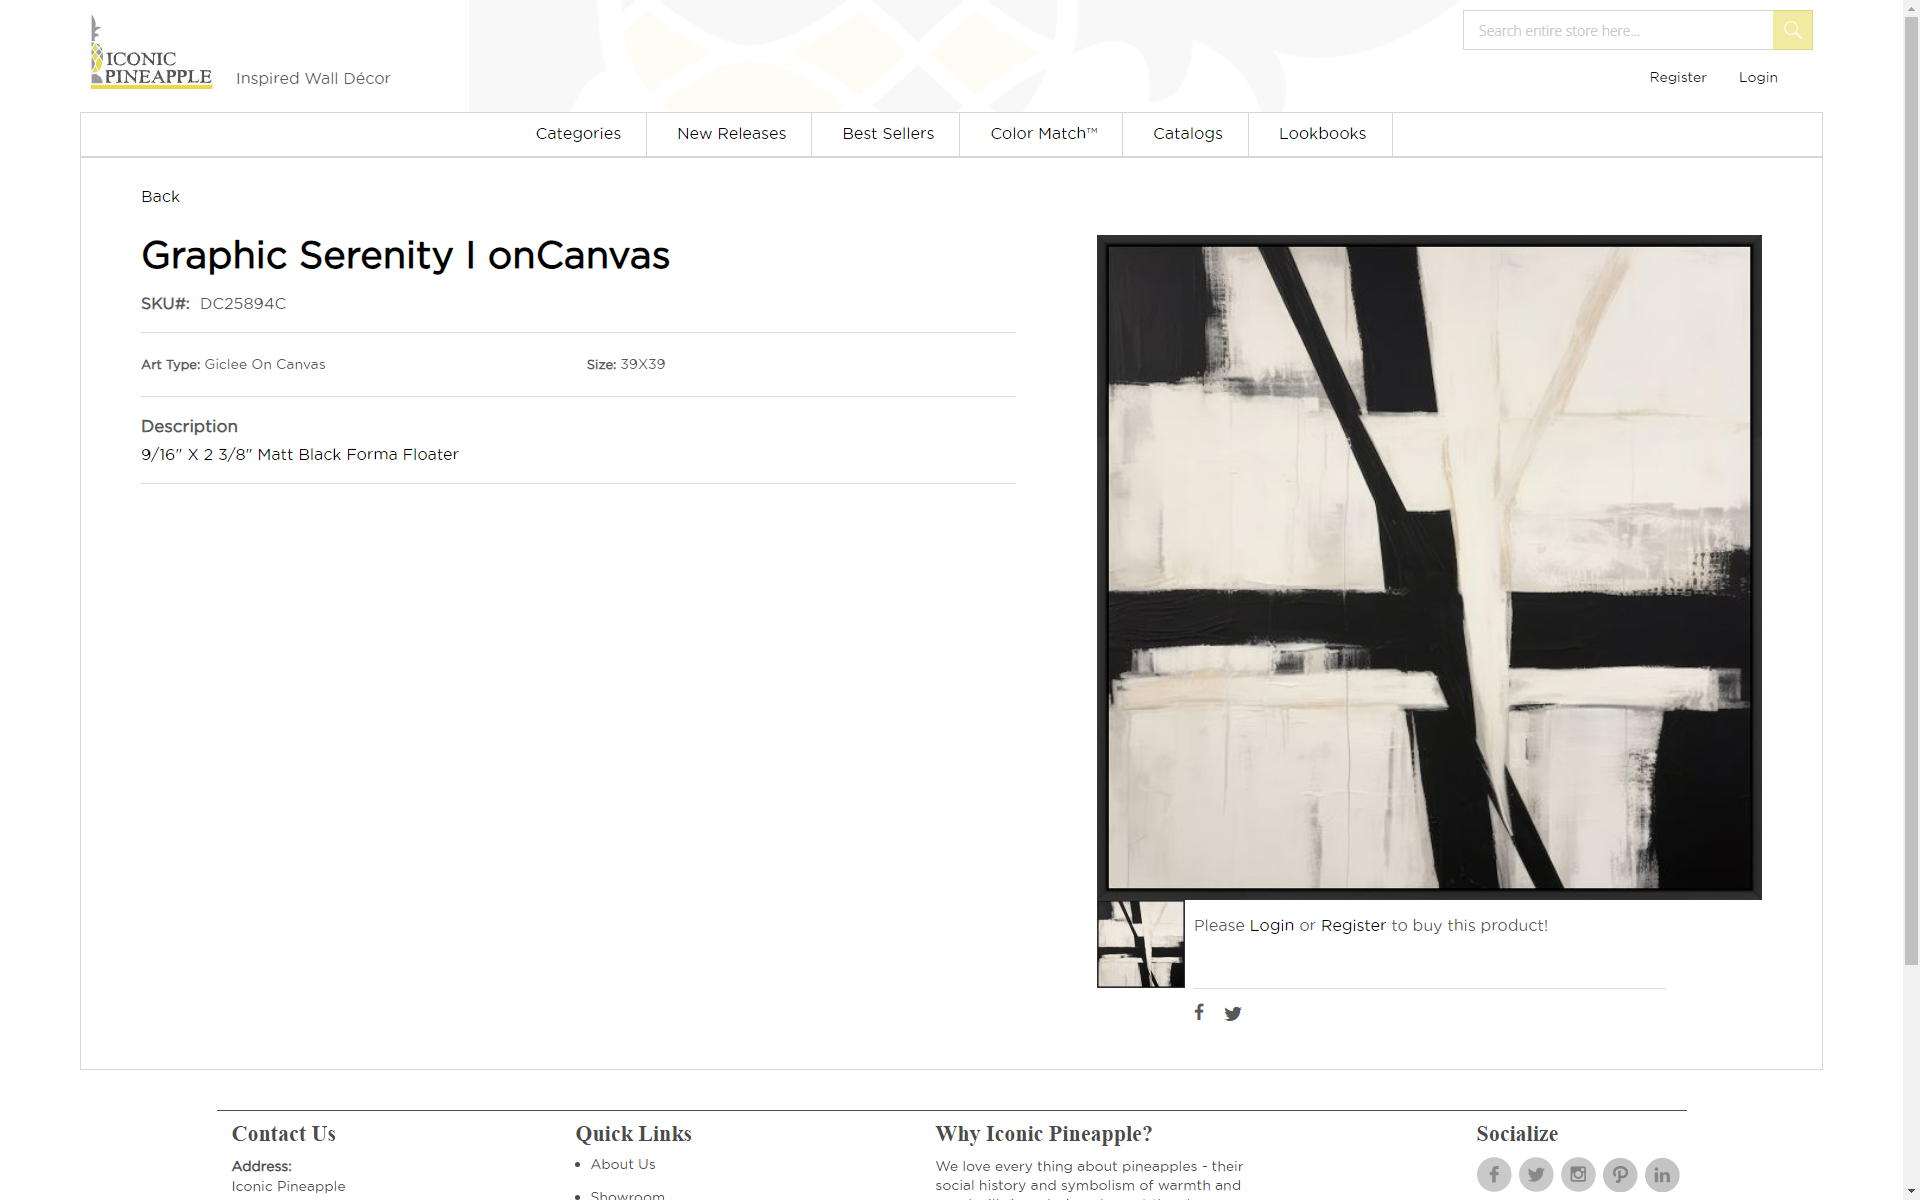 ICONIC
PINEAPPLE
Inspired Wall Décor
Search entire store here...
Register
Login
Categories
New Releases
Best Sellers
Color Match™
Catalogs
Lookbooks
Back
Graphic Serenity I onCanvas
SKU#: DC25894C
Art Type: Giclee On Canvas
Size: 39X39
Description
9/16" X 2 3/8" Matt Black Forma Floater
Please Login or Register to buy this product!
Contact Us
Address:
Iconic Pineapple
Quick Links
About Us
Showroom
Why Iconic Pineapple?
We love every thing about pineapples - their
social history and symbolism of warmth and
Socialize